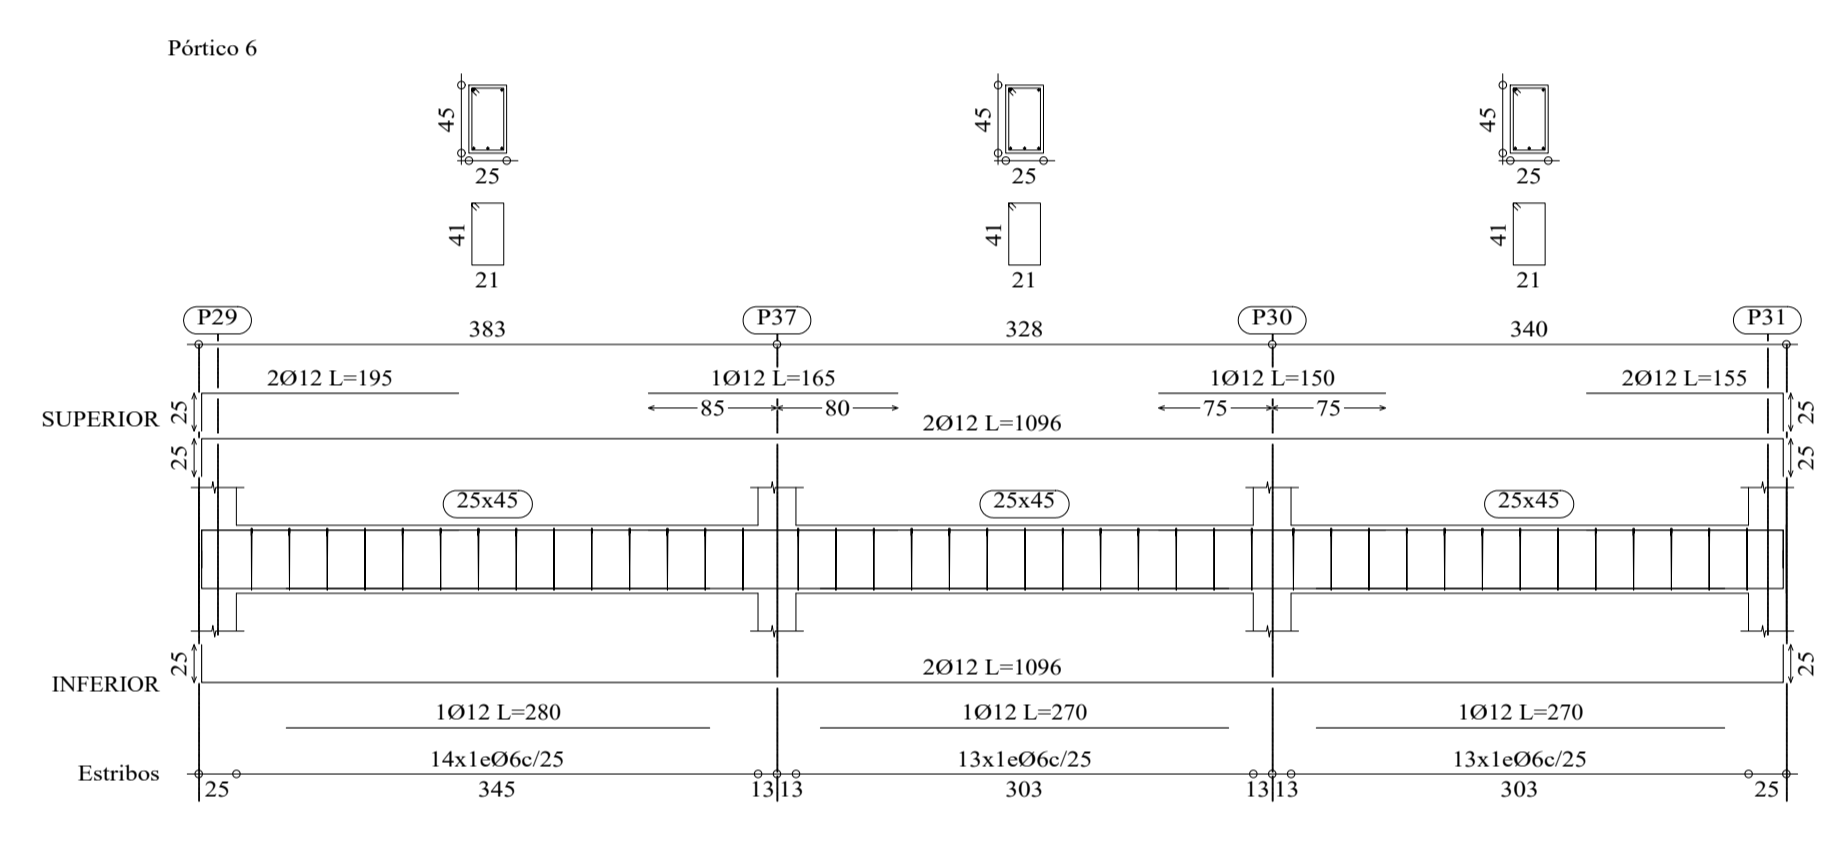 Pórtico 6
45 45 45
25 25 25
41 41 41
21 21 21
P29 P37 P30 P31
383 328 340
2Ø12 L=195 1Ø12 L=165 1Ø12 L=150 2Ø12 L=155
85 80 75 75
SUPERIOR 25 25
2Ø12 L=1096
25 25
25x45 25x45 25x45
25 25
2Ø12 L=1096
INFERIOR
1Ø12 L=280 1Ø12 L=270 1Ø12 L=270
14x1eØ6c/25 13x1eØ6c/25 13x1eØ6c/25
Estribos
25 345 13 13 303 13 13 303 25